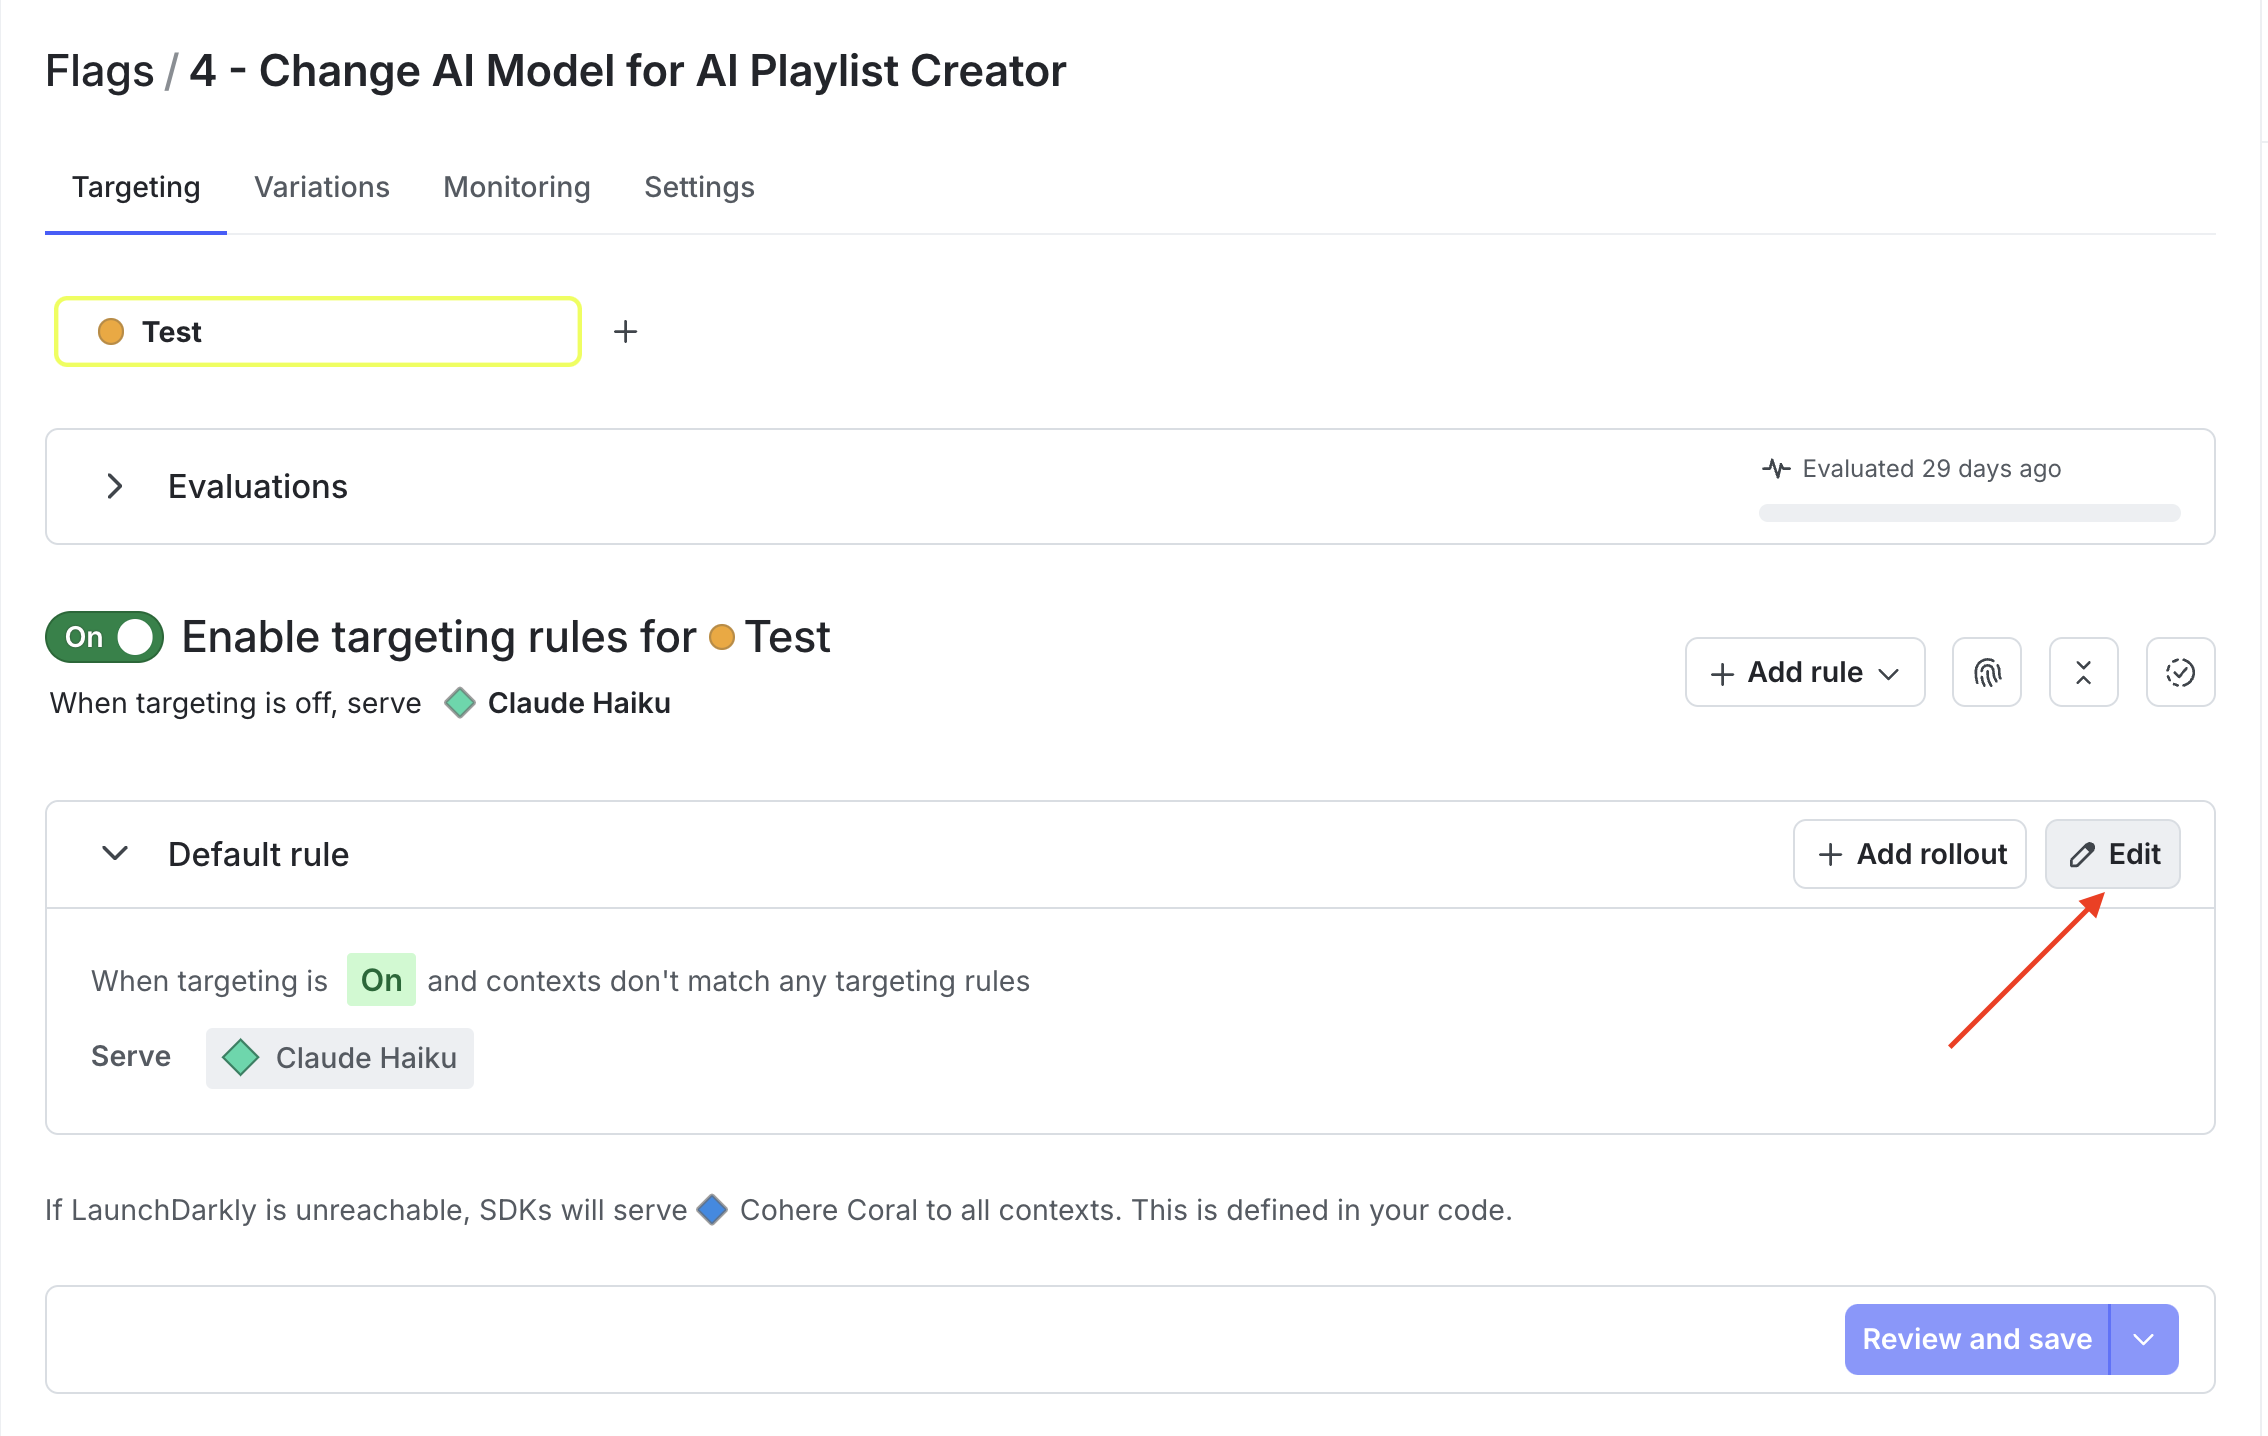 Flags / 4 - Change AI Model for AI Playlist Creator
Targeting Variations Monitoring Settings
Test
Evaluations
Evaluated 29 days ago
On Enable targeting rules for Test
When targeting is off, serve Claude Haiku
Add rule
Default rule
Add rollout
Edit
When targeting is On and contexts don't match any targeting rules
Serve Claude Haiku
If LaunchDarkly is unreachable, SDKs will serve Cohere Coral to all contexts. This is defined in your code.
Review and save